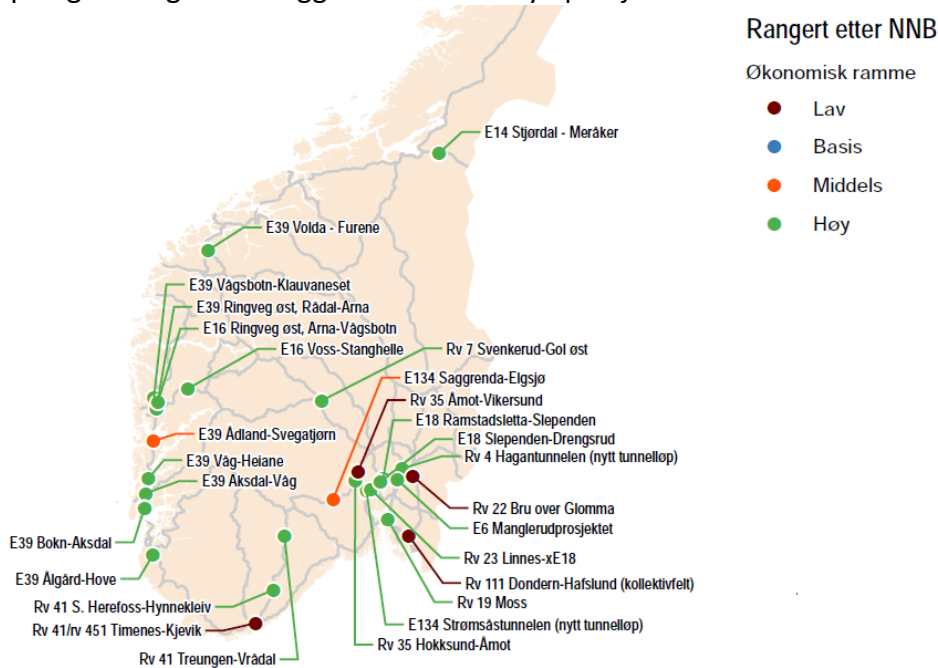 Rangert etter NNB
Økonomisk ramme
Lav
Basis
Middels
Høy
E14 Stjørdal - Meråker
E39 Volda - Furene
E39 Vågsbotn-Klauvaneset
E39 Ringveg øst, Rådal-Arna
E16 Ringveg øst, Arna-Vågsbotn
E16 Voss-Stanghelle
Rv 7 Svenkerud-Gol øst
E134 Saggrenda-Elgsjø
Rv 35 Åmot-Vikersund
E18 Ramstadsletta-Slependen
E18 Slependen-Drengsrud
Rv 4 Hagantunnelen (nytt tunnelløp)
E39 Ådland-Svegatjørn
E39 Våg-Heiane
E39 Aksdal-Våg
Rv 22 Bru over Glomma
E6 Manglerudprosjektet
E39 Bokn-Aksdal
Rv 23 Linnes-xE18
E39 Ålgård-Hove
Rv 111 Dondern-Hafslund (kollektivfelt)
Rv 19 Moss
Rv 41 S. Herefoss-Hynnekleiv
E134 Strømsåstunnelen (nytt tunnelløp)
Rv 41/rv 451 Timenes-Kjevik
Rv 35 Hokksund-Åmot
Rv 41 Treungen-Vrådal